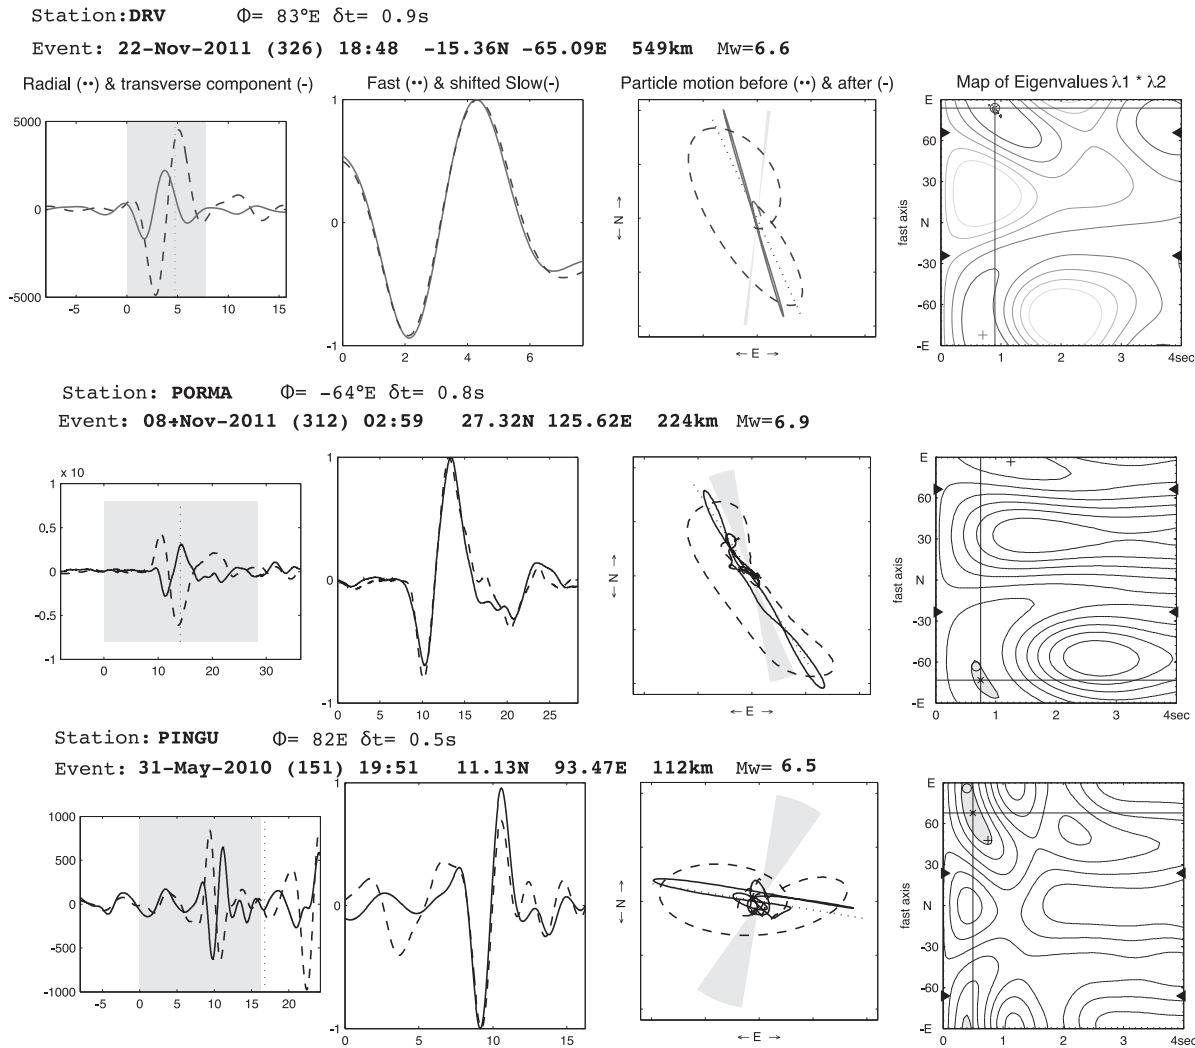 Station:DRV Φ= 83°E δt= 0.9s
Event: 22-Nov-2011 (326) 18:48 -15.36N -65.09E 549km Mw=6.6
Radial (••) & transverse component (-) Fast (••) & shifted Slow(-) Particle motion before (••) & after (-) Map of Eigenvalues λ1 * λ2
5000
0
-5000
-5 0 5 10 15
1
0
-1
0 2 4 6
← N →
← E →
fast axis
E
60
30
N
-30
-60
-E
0 1 2 3 4sec
Station: PORMA Φ= -64°E δt= 0.8s
Event: 08+Nov-2011 (312) 02:59 27.32N 125.62E 224km Mw=6.9
x 10
1
0.5
0
-0.5
-1
0 10 20 30
1
0
-1
0 5 10 15 20 25
← N →
← E →
fast axis
E
60
30
N
-30
-60
-E
0 1 2 3 4sec
Station: PINGU Φ= 82E δt= 0.5s
Event: 31-May-2010 (151) 19:51 11.13N 93.47E 112km Mw= 6.5
1000
500
0
-500
-1000
-5 0 5 10 15 20
1
0
-1
0 5 10 15
← N →
← E →
fast axis
E
60
30
N
-30
-60
-E
0 1 2 3 4sec